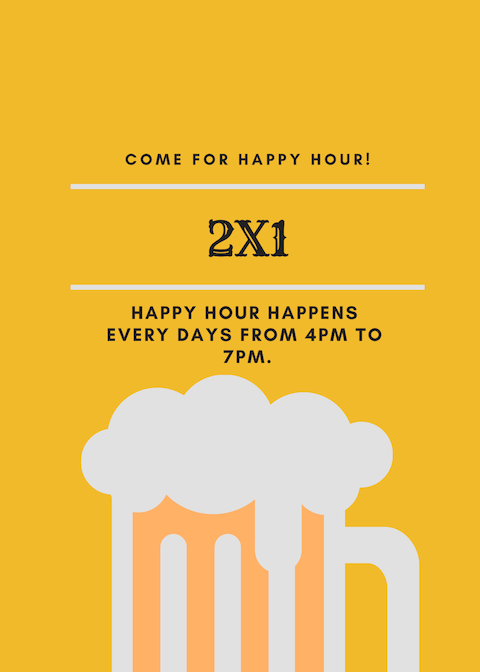 COME FOR HAPPY HOUR!
2X1
HAPPY HOUR HAPPENS
EVERY DAYS FROM 4PM TO
7PM.